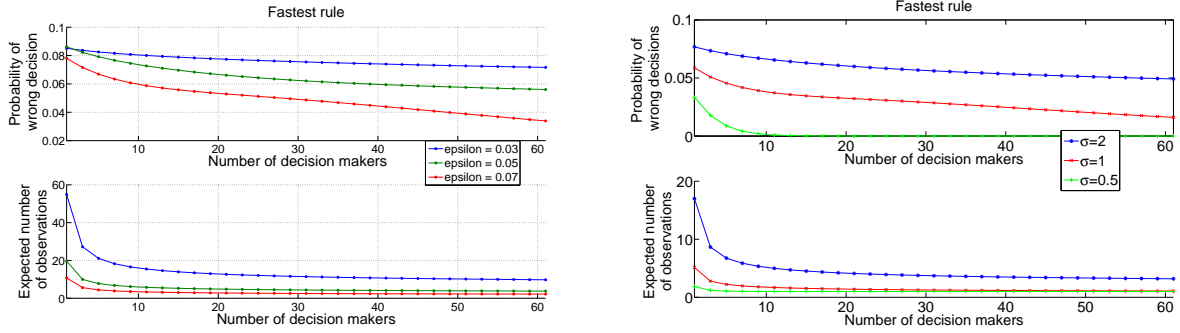 Fastest rule
0.1
0.08
0.06
0.04
0.02
Probability of
wrong decision
10 20 30 40 50 60
Number of decision makers
epsilon = 0.03
epsilon = 0.05
epsilon = 0.07
60
40
20
0
Expected number
of observations
10 20 30 40 50 60
Number of decision makers
Fastest rule
0.1
0.05
0
Probability of
wrong decisions
1 10 20 30 40 50 60
Number of decision makers
σ=2
σ=1
σ=0.5
20
10
0
Expected number
of observations
1 10 20 30 40 50 60
Number of decision makers